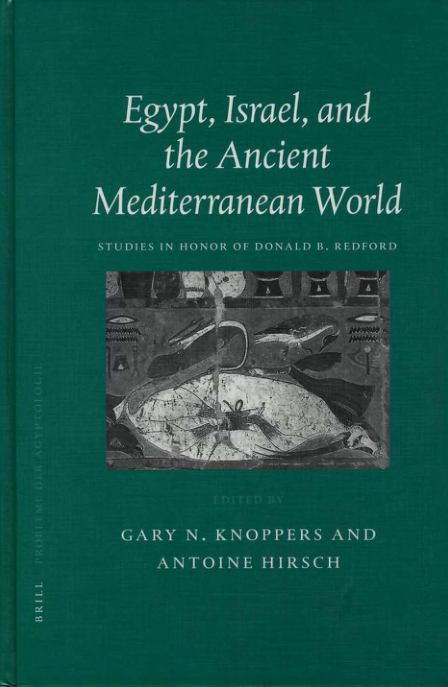 Egypt, Israel, and
the Ancient
Mediterranean World
STUDIES IN HONOR OF DONALD B. REDFORD
EDITED BY
GARY N. KNOPPERS AND
ANTOINE HIRSCH
BRILL PROBLEME DER ÄGYPTOLOGIE